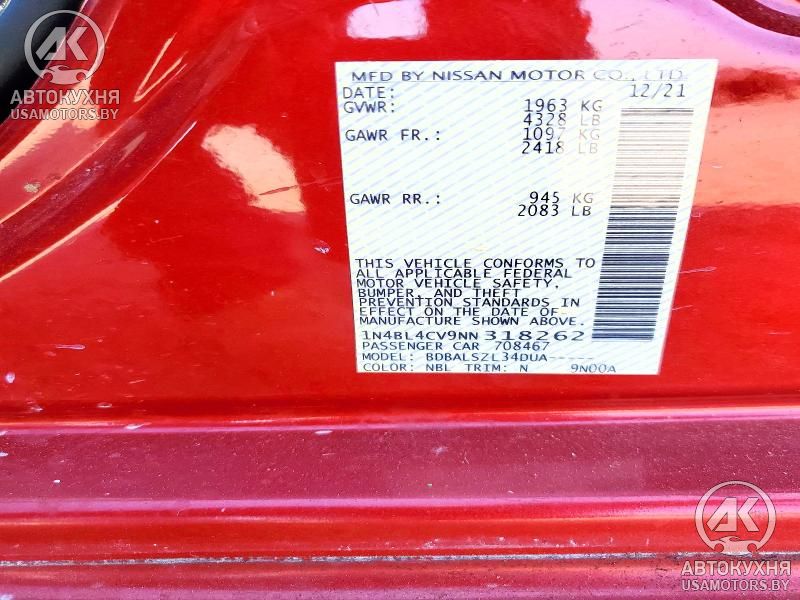 AK
АВТОКУХНЯ
USAMOTORS.BY
MFD BY NISSAN MOTOR CO., LTD.
DATE: 12/21
GVWR: 1963 KG
4328 LB
GAWR FR.: 1097 KG
2418 LB
GAWR RR.: 945 KG
2083 LB
THIS VEHICLE CONFORMS TO
ALL APPLICABLE FEDERAL
MOTOR VEHICLE SAFETY,
BUMPER, AND THEFT
PREVENTION STANDARDS IN
EFFECT ON THE DATE OF
MANUFACTURE SHOWN ABOVE.
1N4BL4CV9NN318262
PASSENGER CAR 708467
MODEL: BDBALSZL34DUA-----
COLOR: NBL TRIM: N 9N00A
AK
АВТОКУХНЯ
USAMOTORS.BY